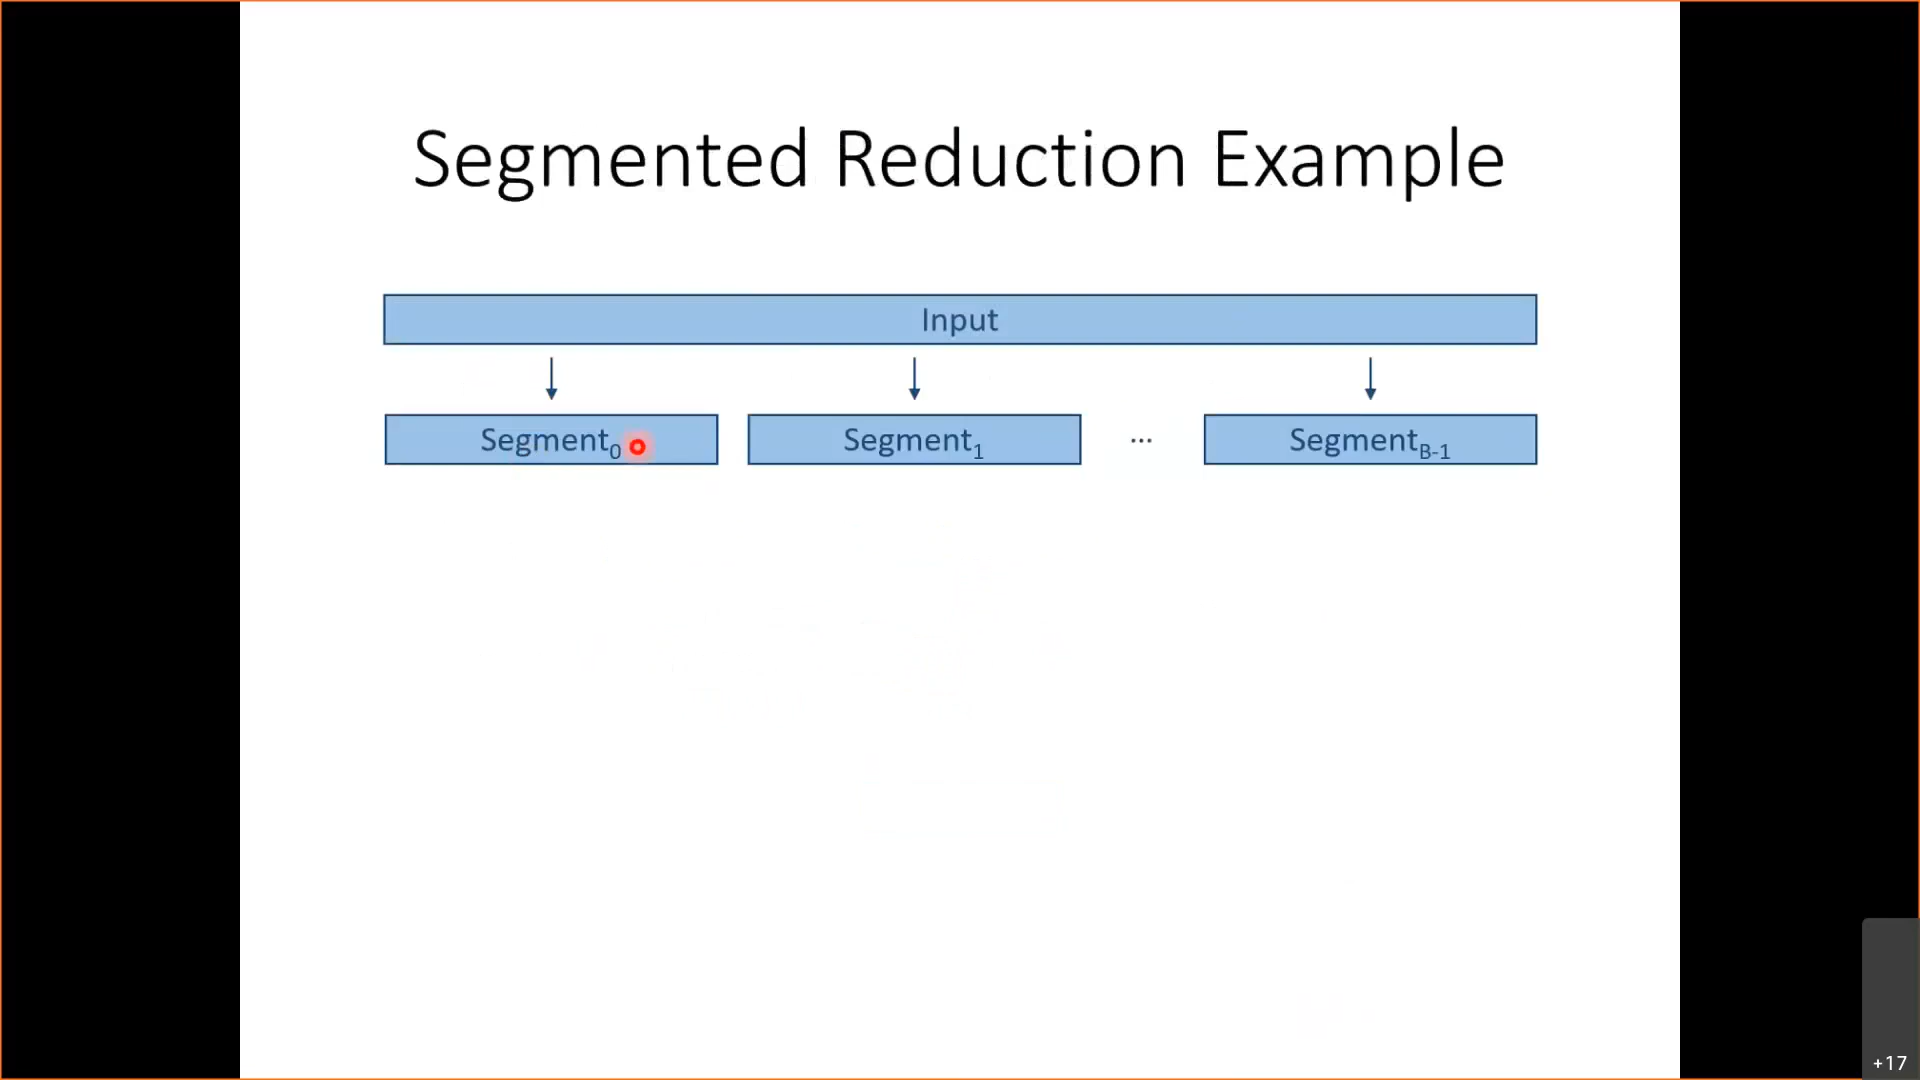 Segmented Reduction Example
Input
Segment0 Segment1 ... SegmentB-1
+17